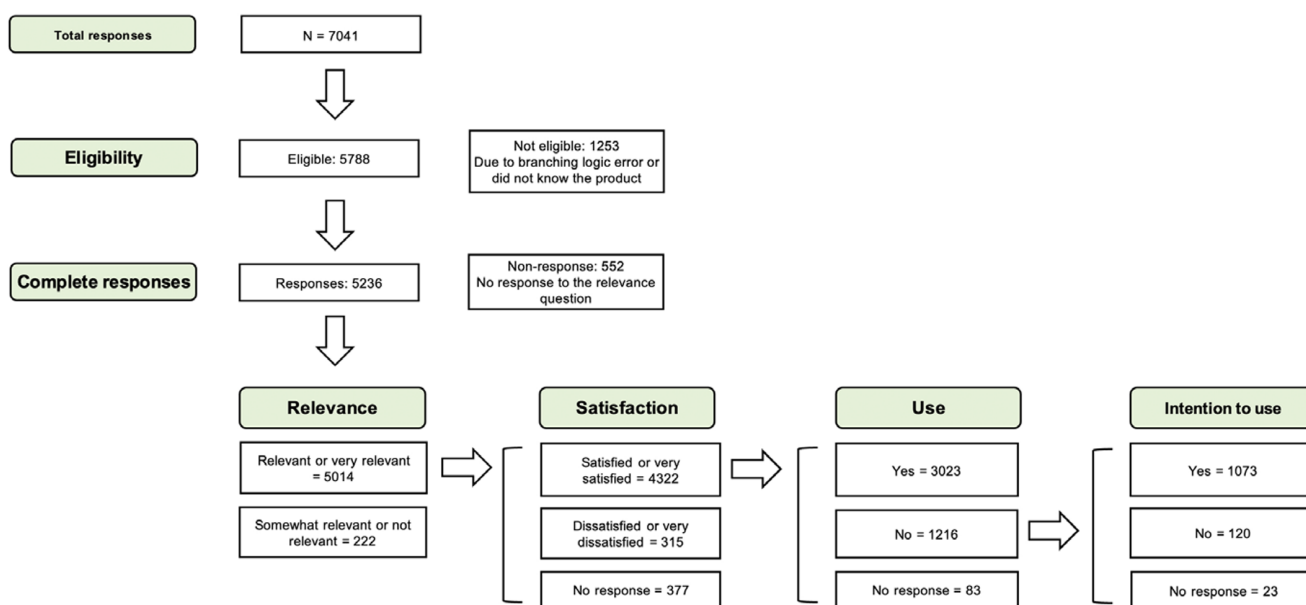 Total responses
N = 7041
Eligibility
Eligible: 5788
Not eligible: 1253
Due to branching logic error or
did not know the product
Complete responses
Responses: 5236
Non-response: 552
No response to the relevance
question
Relevance
Relevant or very relevant
= 5014
Somewhat relevant or not
relevant = 222
Satisfaction
Satisfied or very
satisfied = 4322
Dissatisfied or very
dissatisfied = 315
No response = 377
Use
Yes = 3023
No = 1216
No response = 83
Intention to use
Yes = 1073
No = 120
No response = 23